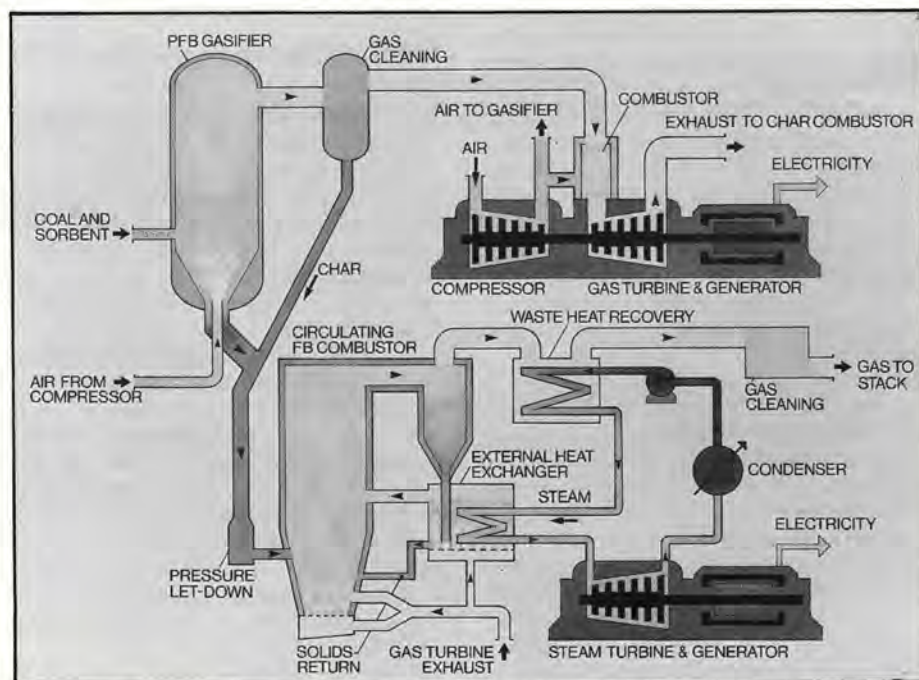 PFB GASIFIER
GAS
CLEANING
AIR TO GASIFIER
COMBUSTOR
EXHAUST TO CHAR COMBUSTOR
AIR
ELECTRICITY
COAL AND
SORBENT
CHAR
COMPRESSOR
GAS TURBINE & GENERATOR
WASTE HEAT RECOVERY
CIRCULATING
FB COMBUSTOR
AIR FROM
COMPRESSOR
GAS TO
STACK
GAS
CLEANING
EXTERNAL HEAT
EXCHANGER
CONDENSER
STEAM
ELECTRICITY
PRESSURE
LET-DOWN
SOLIDS-
RETURN
GAS TURBINE
EXHAUST
STEAM TURBINE & GENERATOR